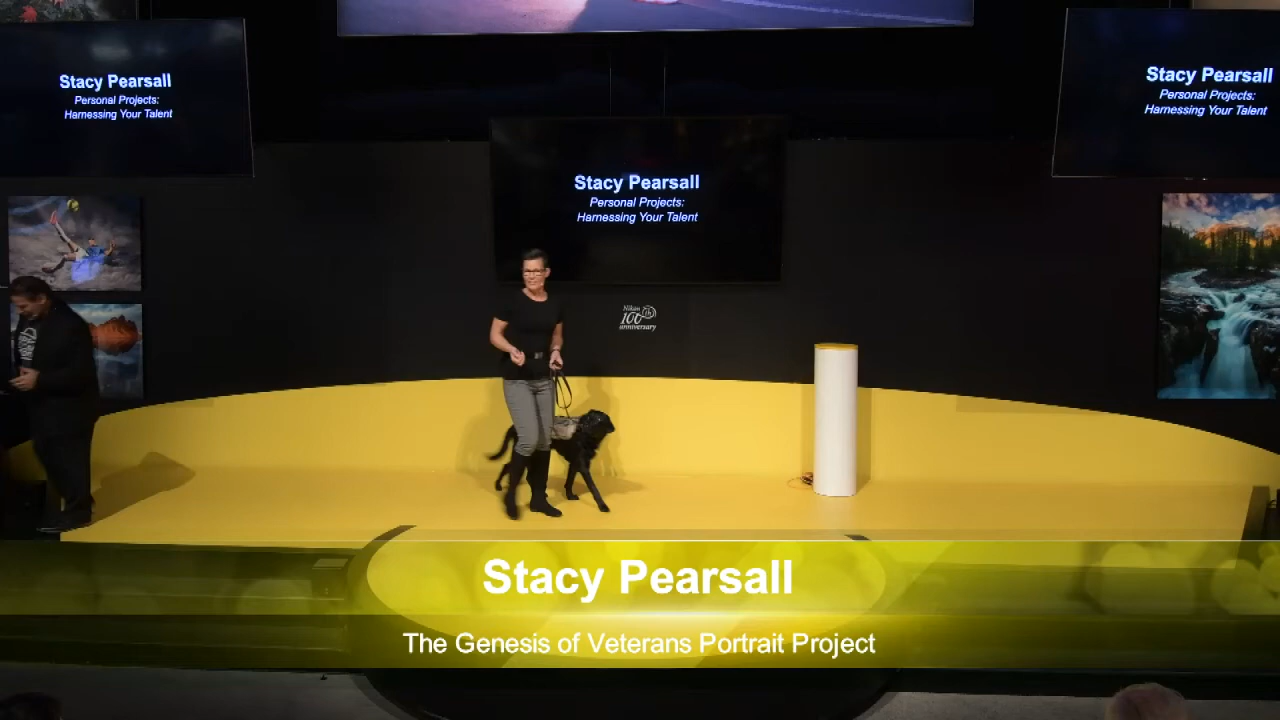 Stacy Pearsall
Personal Projects:
Harnessing Your Talent
Stacy Pearsall
Personal Projects:
Harnessing Your Talent
Stacy Pearsall
Personal Projects:
Harnessing Your Talent
Nikon
100th
anniversary
Stacy Pearsall
The Genesis of Veterans Portrait Project